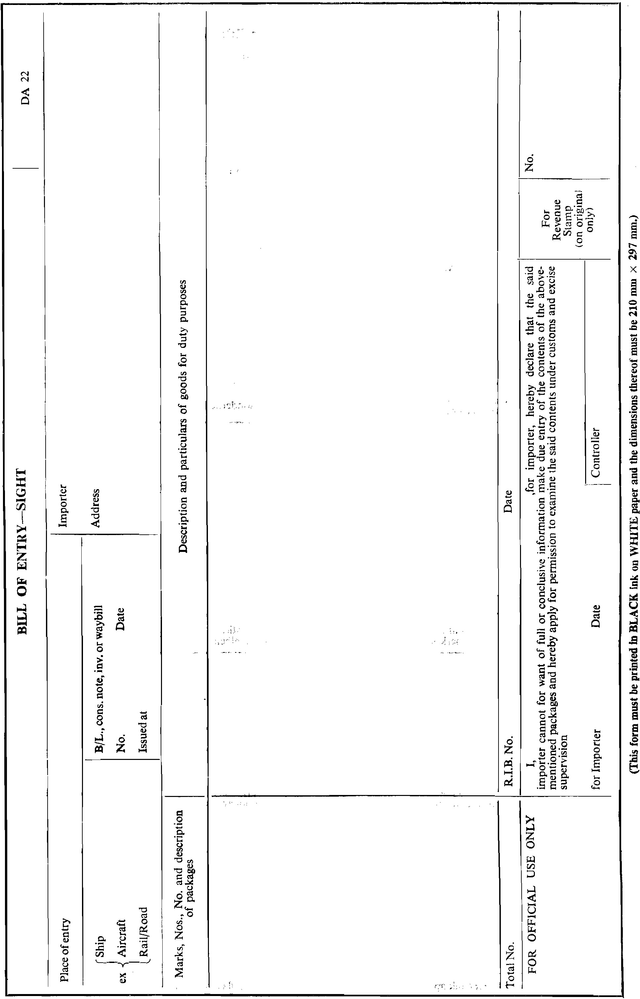 BILL OF ENTRY—SIGHT
DA 22
Place of entry
Importer
Address
ex
Ship
Aircraft
Rail/Road
B/L., cons. note, inv. or waybill
No. Date
Issued at
Marks, Nos., No. and description
of packages
Description and particulars of goods for duty purposes
Total No.
R.I.B. No. Date
FOR OFFICIAL USE ONLY
I, ,for importer, hereby declare that the said
importer cannot for want of full or conclusive information make due entry of the contents of the above-
mentioned packages and hereby apply for permission to examine the said contents under customs and excise
supervision
for Importer Date Controller
For
Revenue
Stamp
(on original
only)
No.
(This form must be printed in BLACK ink on WHITE paper and the dimensions thereof must be 210 mm × 297 mm.)